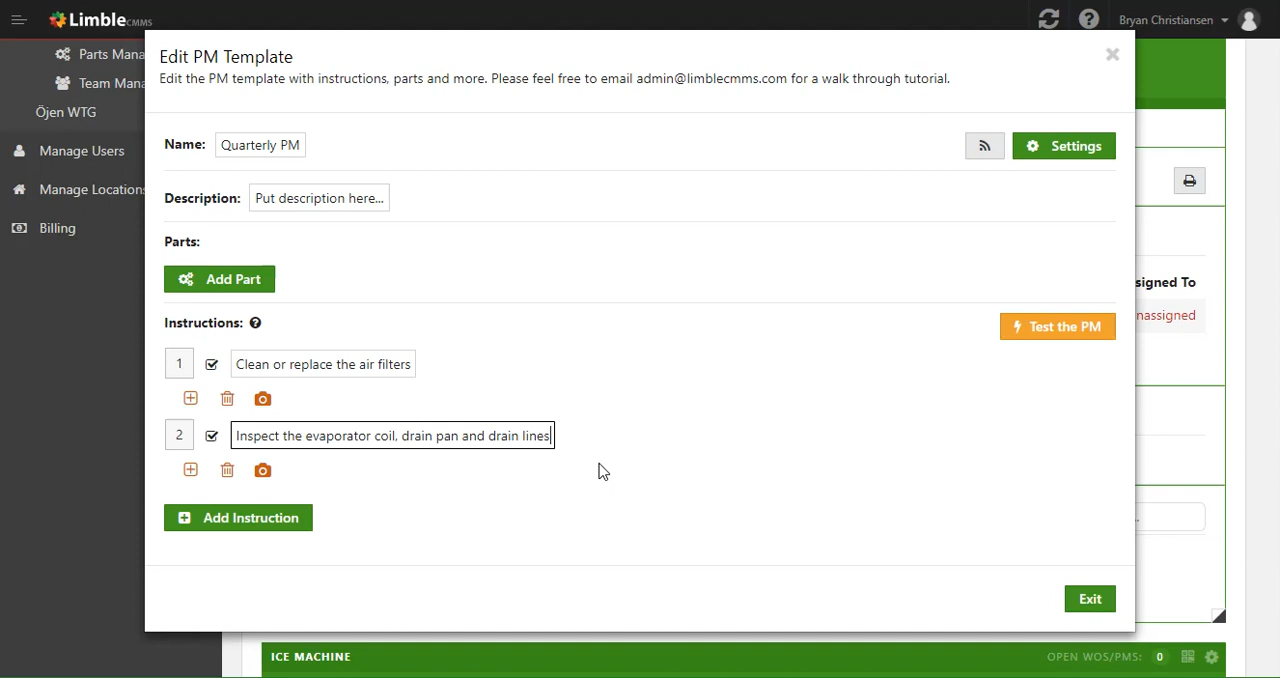 LimbleCMMS
Bryan Christiansen
Parts Mana
Team Mana
Öjen WTG
Manage Users
Manage Locations
Billing
Edit PM Template
Edit the PM template with instructions, parts and more. Please feel free to email admin@limblecmms.com for a walk through tutorial.
Name: Quarterly PM
Settings
Description: Put description here...
Parts:
Add Part
signed To
nassigned
Instructions:
Test the PM
1 Clean or replace the air filters
2 Inspect the evaporator coil, drain pan and drain lines
Add Instruction
Exit
ICE MACHINE
OPEN WOS/PMS: 0